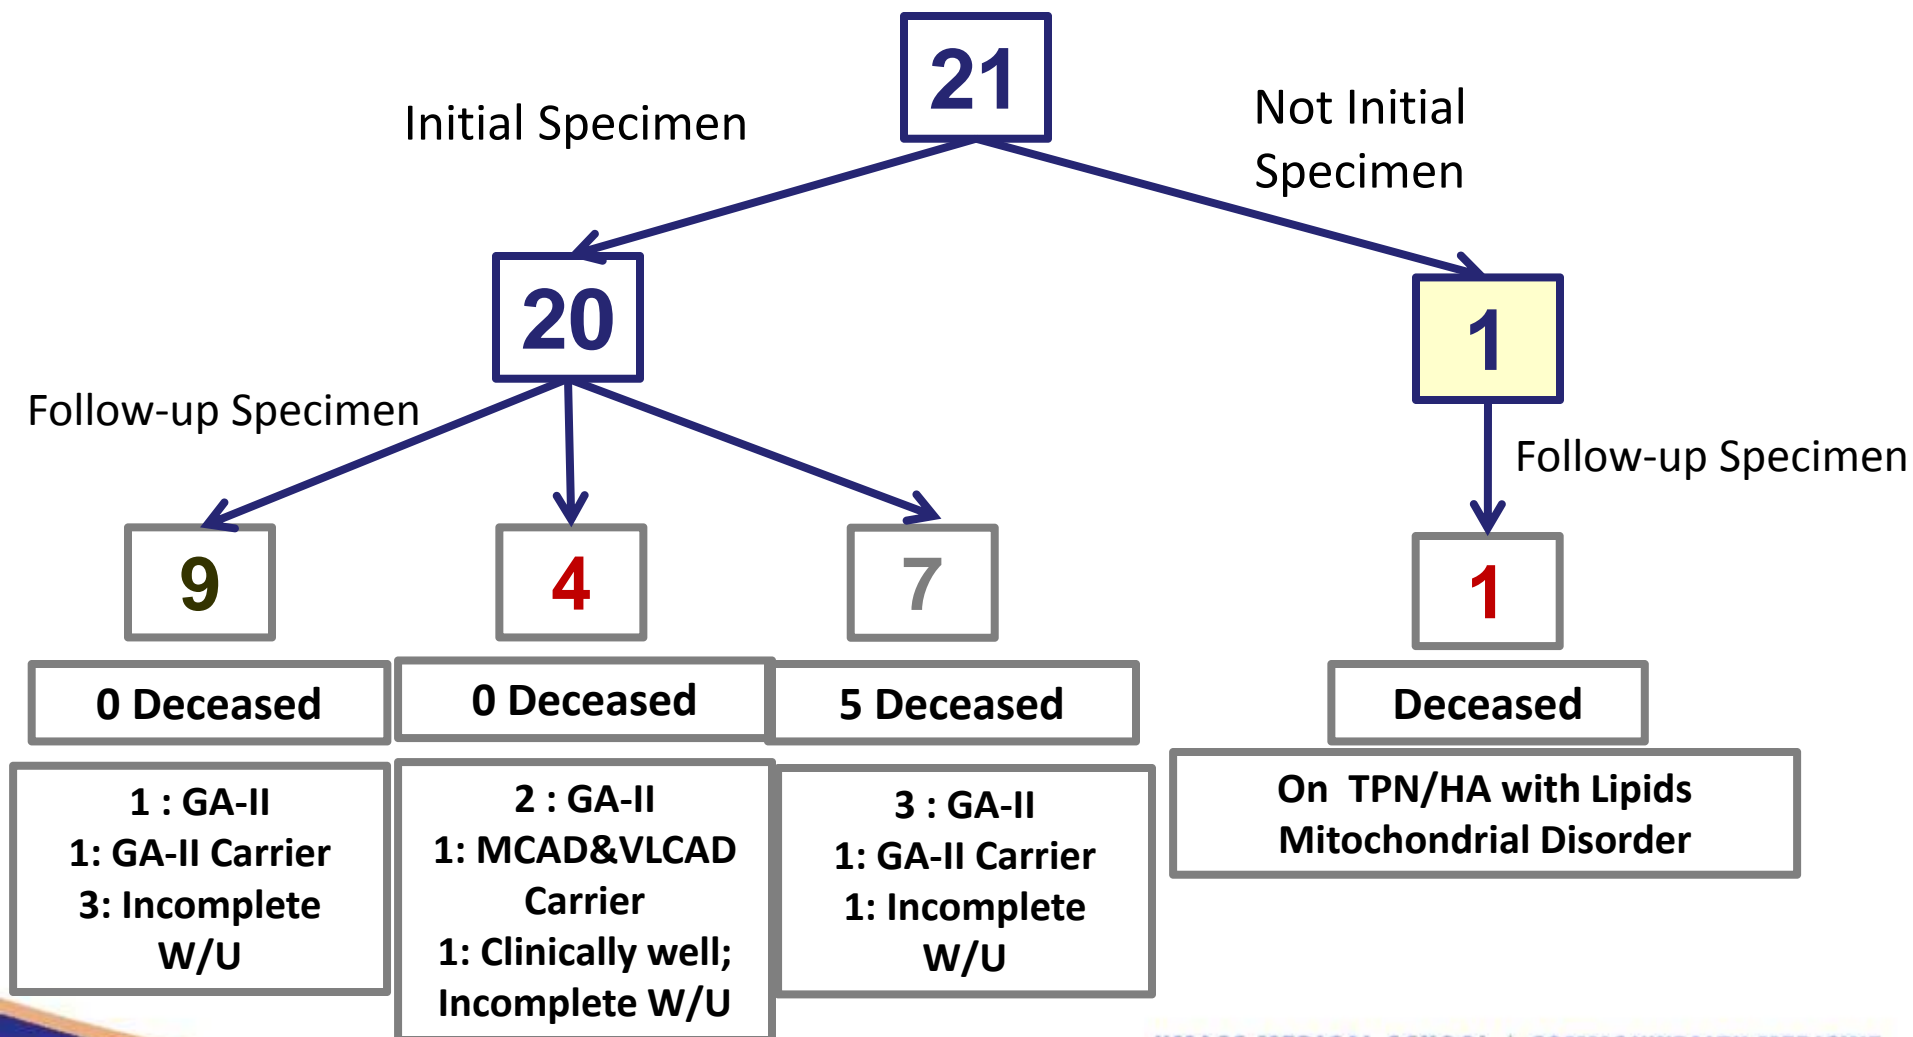 21
Initial Specimen
Not Initial
Specimen
20
1
Follow-up Specimen
Follow-up Specimen
9
4
7
1
0 Deceased
0 Deceased
5 Deceased
Deceased
1 : GA-II
1: GA-II Carrier
3: Incomplete
W/U
2 : GA-II
1: MCAD&VLCAD
Carrier
1: Clinically well;
Incomplete W/U
3 : GA-II
1: GA-II Carrier
1: Incomplete
W/U
On TPN/HA with Lipids
Mitochondrial Disorder